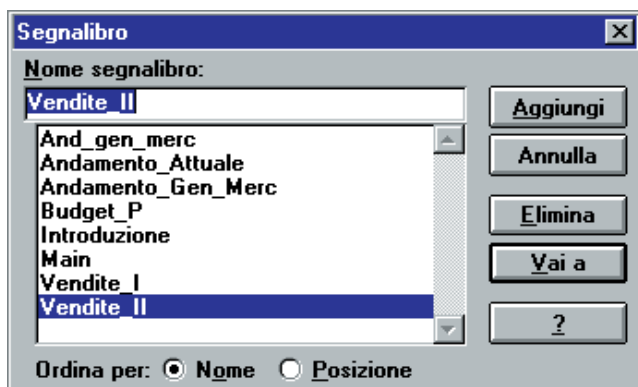 Segnalibro
Nome segnalibro:
Vendite_II
Aggiungi
And_gen_merc
Andamento_Attuale
Andamento_Gen_Merc
Budget_P
Introduzione
Main
Vendite_I
Vendite_II
Annulla
Elimina
Vai a
?
Ordina per: Nome Posizione